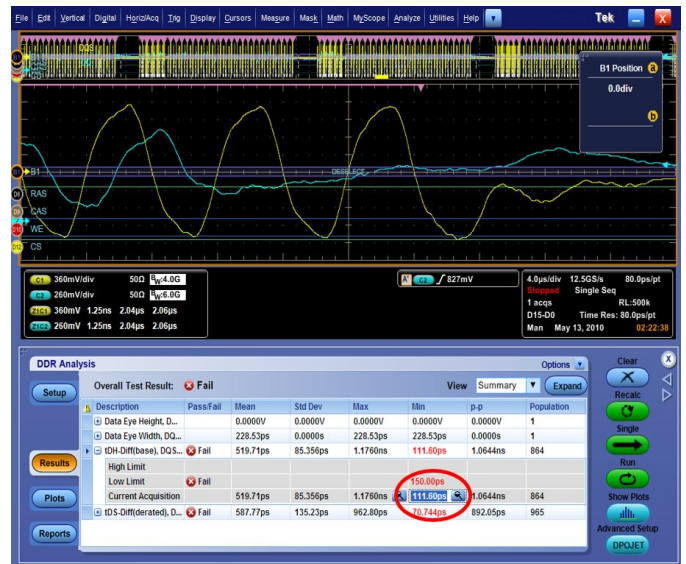 File Edit Vertical Digital Horiz/Acq Trig Display Cursors Measure Mask Math MyScope Analyze Utilities Help Tek X
DQS
B1 Position a
0.0div
b
B1
DESELECT
RAS
CAS
WE
CS
C1 360mV/div 50Ω BW:4.0G
C2 260mV/div 50Ω BW:6.0G
Z1C1 360mV 1.25ns 2.04µs 2.06µs
Z1C2 260mV 1.25ns 2.04µs 2.06µs
A' C2 827mV
4.0µs/div 12.5GS/s 80.0ps/pt
Stopped Single Seq
1 acqs RL:500k
D15-D0 Time Res: 80.0ps/pt
Man May 13, 2010 02:22:38
DDR Analysis Options
Clear X
Setup Overall Test Result: Fail View Summary Expand
Recalc
Description Pass/Fail Mean Std Dev Max Min p-p Population
Data Eye Height, D... 0.0000V 0.0000V 0.0000V 0.0000V 0.0000V 1
Single
Data Eye Width, DQ... 228.53ps 0.0000s 228.53ps 228.53ps 0.0000s 1
tDH-Diff(base), DQS... Fail 519.71ps 85.356ps 1.1760ns 111.60ps 1.0644ns 864
Results High Limit
Run
Low Limit Fail 150.00ps
Current Acquisition 519.71ps 85.356ps 1.1760ns 111.60ps 1.0644ns 864
Plots
Show Plots
tDS-Diff(derated), D... Fail 587.77ps 135.23ps 962.80ps 70.744ps 892.05ps 965
Reports
Advanced Setup
DPOJET